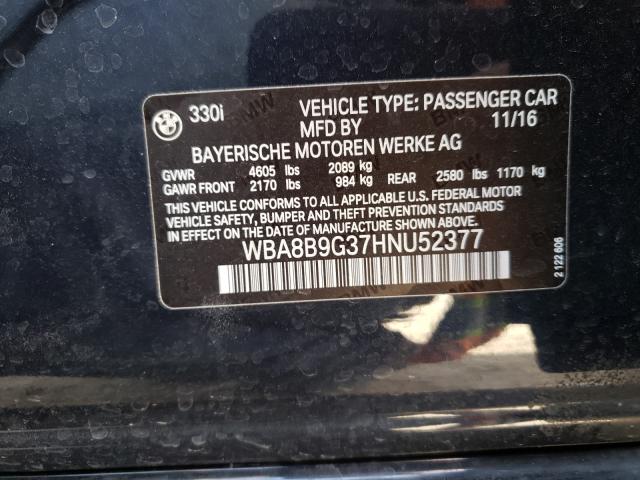 330i VEHICLE TYPE: PASSENGER CAR
MFD BY 11/16
BAYERISCHE MOTOREN WERKE AG
GVWR 4605 lbs 2089 kg
GAWR FRONT 2170 lbs 984 kg REAR 2580 lbs 1170 kg
THIS VEHICLE CONFORMS TO ALL APPLICABLE U.S. FEDERAL MOTOR
VEHICLE SAFETY, BUMPER AND THEFT PREVENTION STANDARDS
IN EFFECT ON THE DATE OF MANUFACTURE SHOWN ABOVE.
WBA8B9G37HNU52377
2 122 606